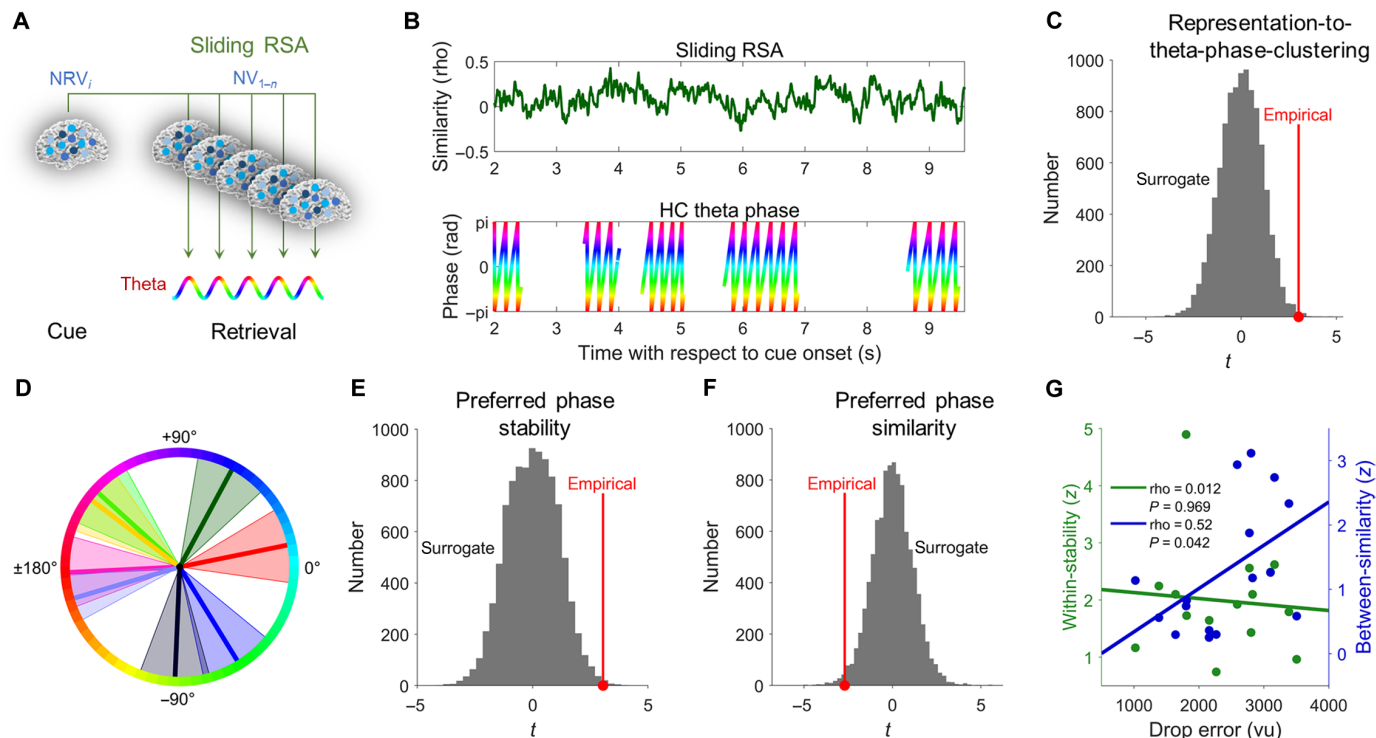 A
Sliding RSA
NRVi
NV1–n
Theta
Cue
Retrieval
B
Sliding RSA
Similarity (rho)
0.5
0
–0.5
2 3 4 5 6 7 8 9
HC theta phase
Phase (rad)
pi
0
–pi
2 3 4 5 6 7 8 9
Time with respect to cue onset (s)
C
Representation-to-
theta-phase-clustering
Number
1000
800
600
400
200
0
Empirical
Surrogate
–5 0 5
t
D
+90°
±180°
0°
–90°
E
Preferred phase
stability
Number
1000
800
600
400
200
0
Empirical
Surrogate
–5 0 5
t
F
Preferred phase
similarity
Number
1000
800
600
400
200
0
Empirical
Surrogate
–5 0 5
t
G
Within-stability (z)
5
4
3
2
1
rho = 0.012
P = 0.969
rho = 0.52
P = 0.042
3
2
1
0
Between-similarity (z)
1000 2000 3000 4000
Drop error (vu)